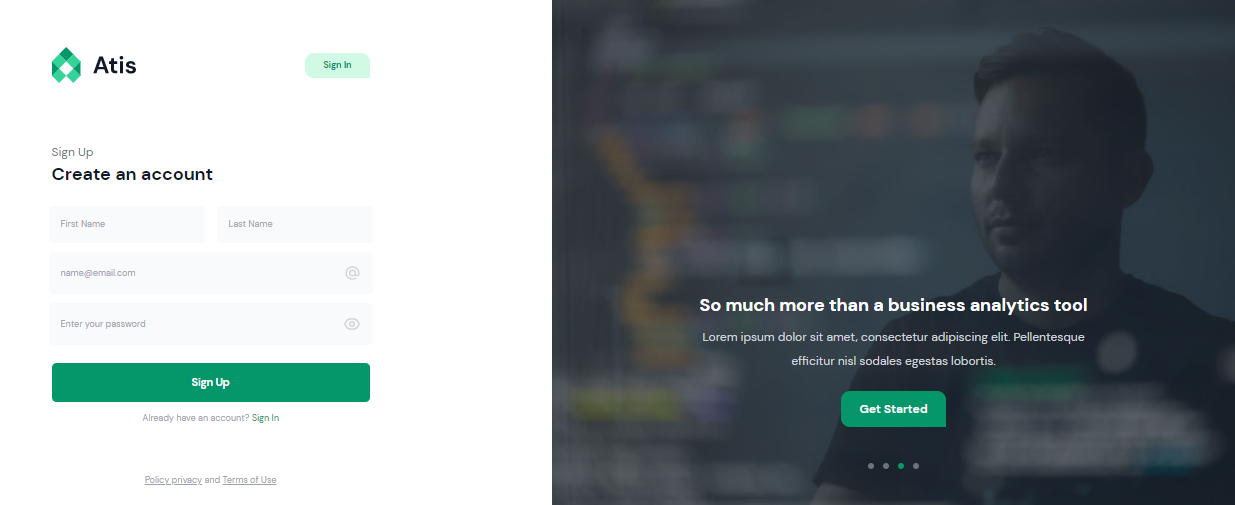 Atis
Sign In
Sign Up
Create an account
First Name
Last Name
name@email.com
Enter your password
Sign Up
Already have an account? Sign In
Policy privacy and Terms of Use
So much more than a business analytics tool
Lorem ipsum dolor sit amet, consectetur adipiscing elit. Pellentesque
efficitur nisl sodales egestas lobortis.
Get Started